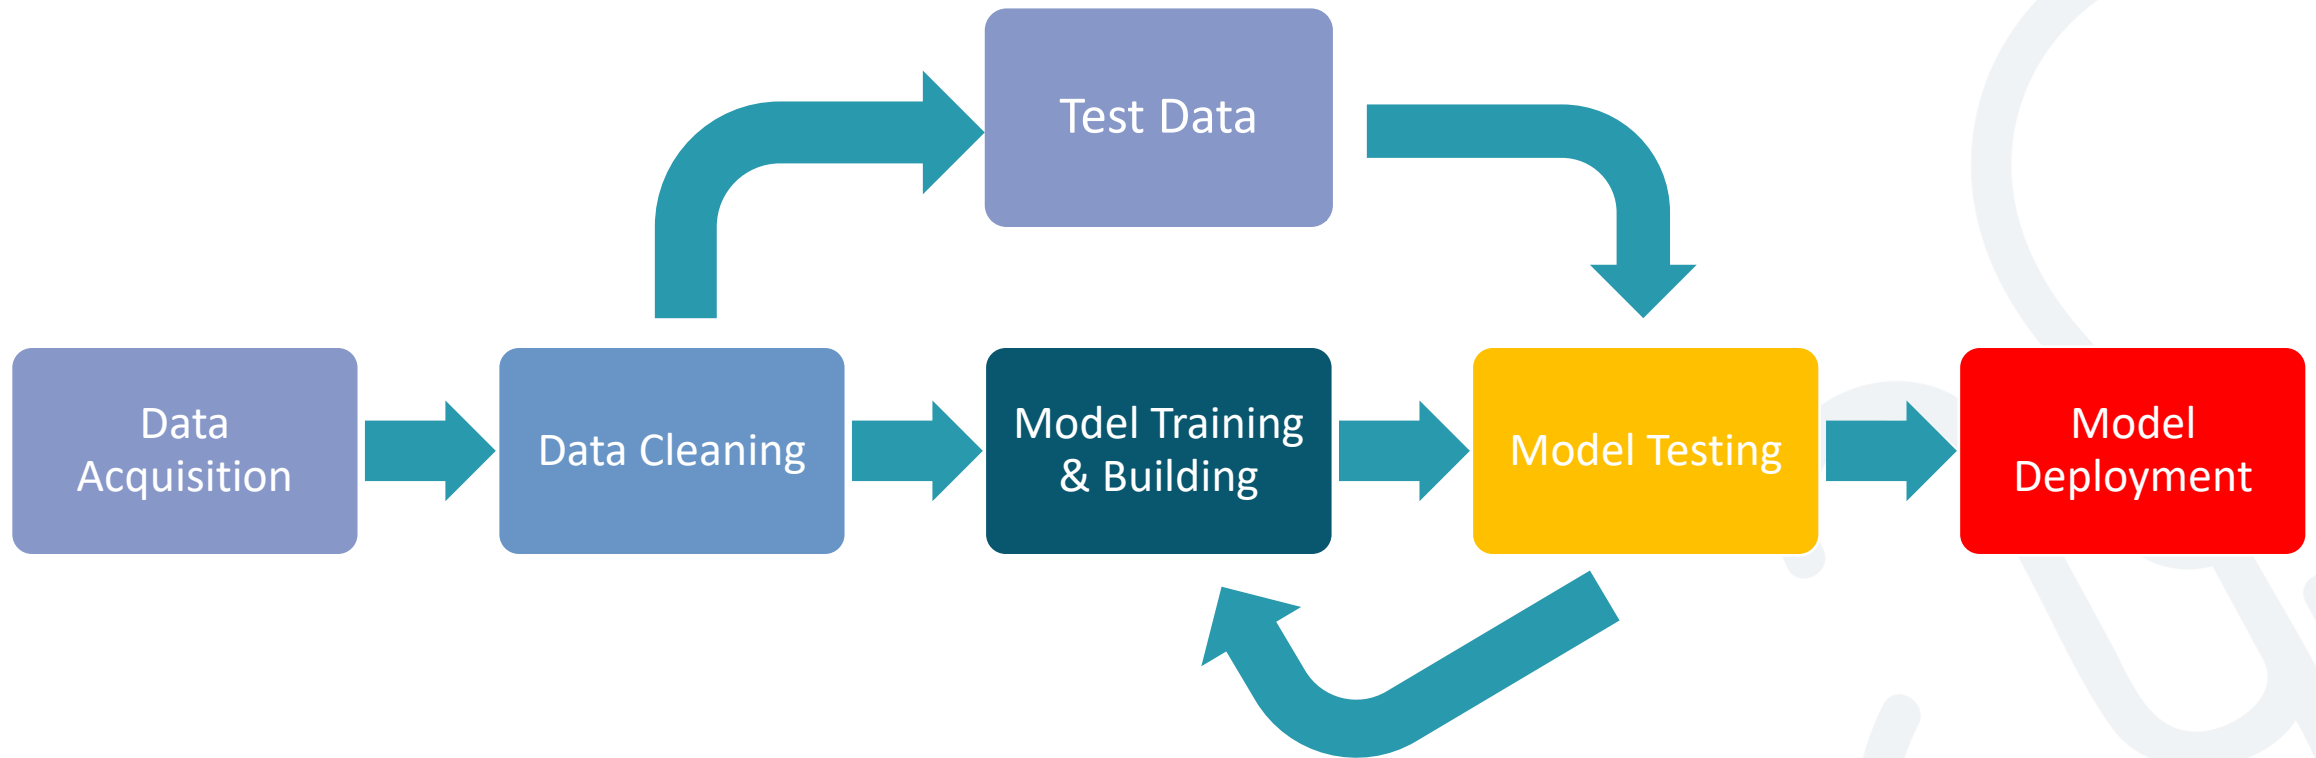 Test Data
Data
Acquisition
Data Cleaning
Model Training
& Building
Model Testing
Model
Deployment